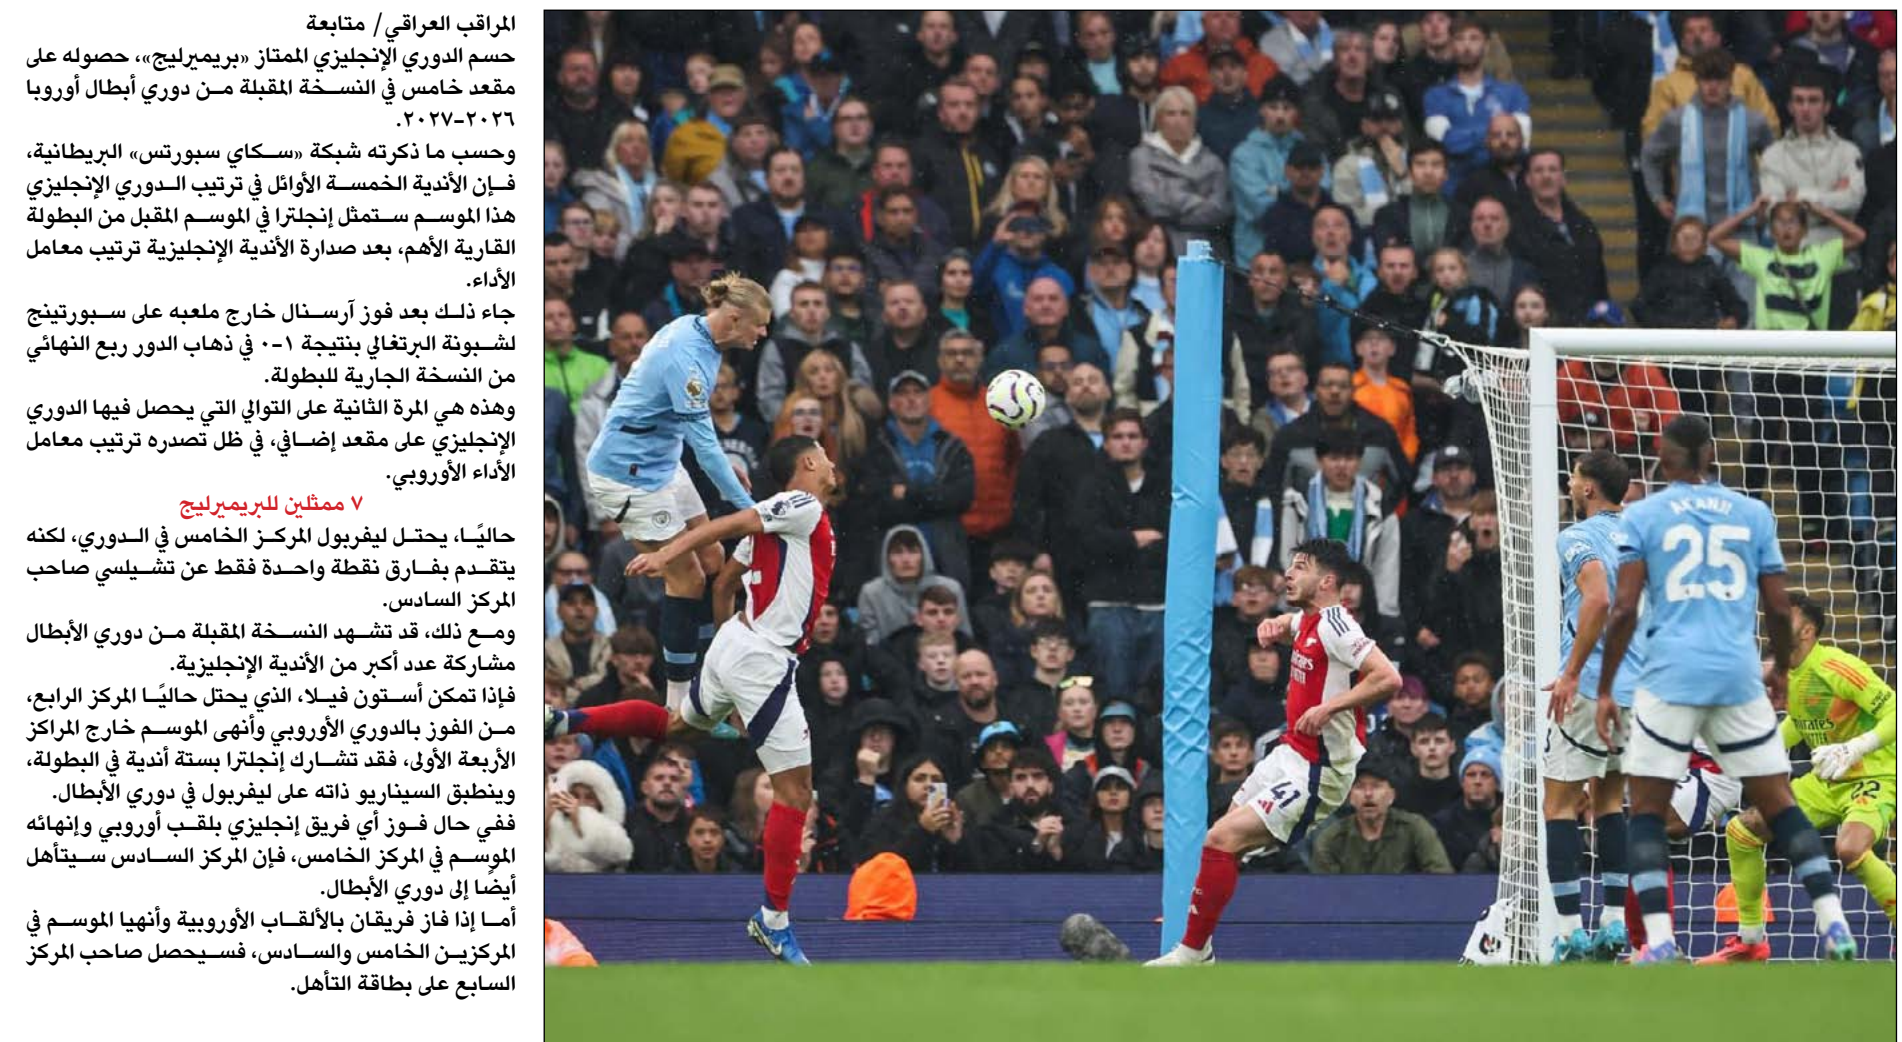 المراقب العراقي/ متابعة
حسم الدوري الإنجليزي الممتاز «بريميرليج»، حصوله على
مقعد خامس في النسخة المقبلة من دوري أبطال أوروبا
٢٠٢٦-٢٠٢٧.
وحسب ما ذكرته شبكة «سكاي سبورتس» البريطانية،
فإن الأندية الخمسة الأوائل في ترتيب الدوري الإنجليزي
هذا الموسم ستمثل إنجلترا في الموسم المقبل من البطولة
القارية الأهم، بعد صدارة الأندية الإنجليزية ترتيب معامل
الأداء.
جاء ذلك بعد فوز آرسنال خارج ملعبه على سبورتينج
لشبونة البرتغالي بنتيجة ١-٠ في ذهاب الدور ربع النهائي
من النسخة الجارية للبطولة.
وهذه هي المرة الثانية على التوالي التي يحصل فيها الدوري
الإنجليزي على مقعد إضافي، في ظل تصدره ترتيب معامل
الأداء الأوروبي.
٧ ممثلين للبريميرليج
حاليًا، يحتل ليفربول المركز الخامس في الدوري، لكنه
يتقدم بفارق نقطة واحدة فقط عن تشيلسي صاحب
المركز السادس.
ومع ذلك، قد تشهد النسخة المقبلة من دوري الأبطال
مشاركة عدد أكبر من الأندية الإنجليزية.
فإذا تمكن أستون فيلا، الذي يحتل حاليًا المركز الرابع،
من الفوز بالدوري الأوروبي وأنهى الموسم خارج المراكز
الأربعة الأولى، فقد تشارك إنجلترا بستة أندية في البطولة،
وينطبق السيناريو ذاته على ليفربول في دوري الأبطال.
ففي حال فوز أي فريق إنجليزي بلقب أوروبي وإنهائه
الموسم في المركز الخامس، فإن المركز السادس سيتأهل
أيضًا إلى دوري الأبطال.
أما إذا فاز فريقان بالألقاب الأوروبية وأنهيا الموسم في
المركزين الخامس والسادس، فسيحصل صاحب المركز
السابع على بطاقة التأهل.
AKANJI
25
41
22